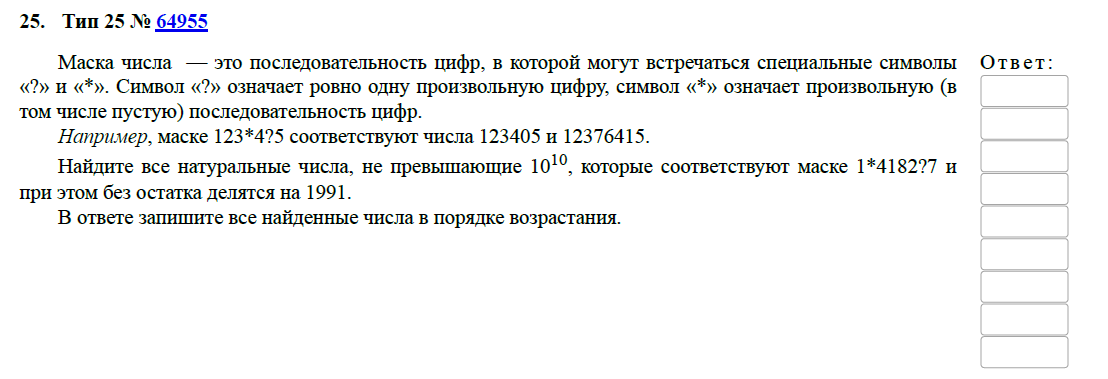 25. Тип 25 № 64955
Маска числа — это последовательность цифр, в которой могут встречаться специальные символы
«?» и «*». Символ «?» означает ровно одну произвольную цифру, символ «*» означает произвольную (в
том числе пустую) последовательность цифр.
Например, маске 123*4?5 соответствуют числа 123405 и 12376415.
Найдите все натуральные числа, не превышающие 10¹⁰, которые соответствуют маске 1*4182?7 и
при этом без остатка делятся на 1991.
В ответе запишите все найденные числа в порядке возрастания.
Ответ: